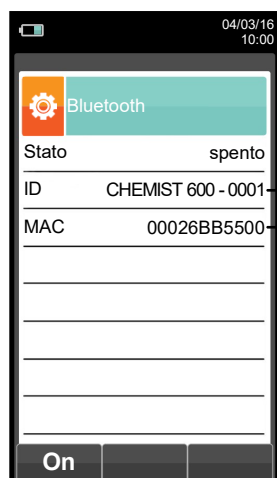 04/03/16
10:00
Bluetooth
Stato spento
ID CHEMIST 600 - 0001
MAC 00026BB5500
On